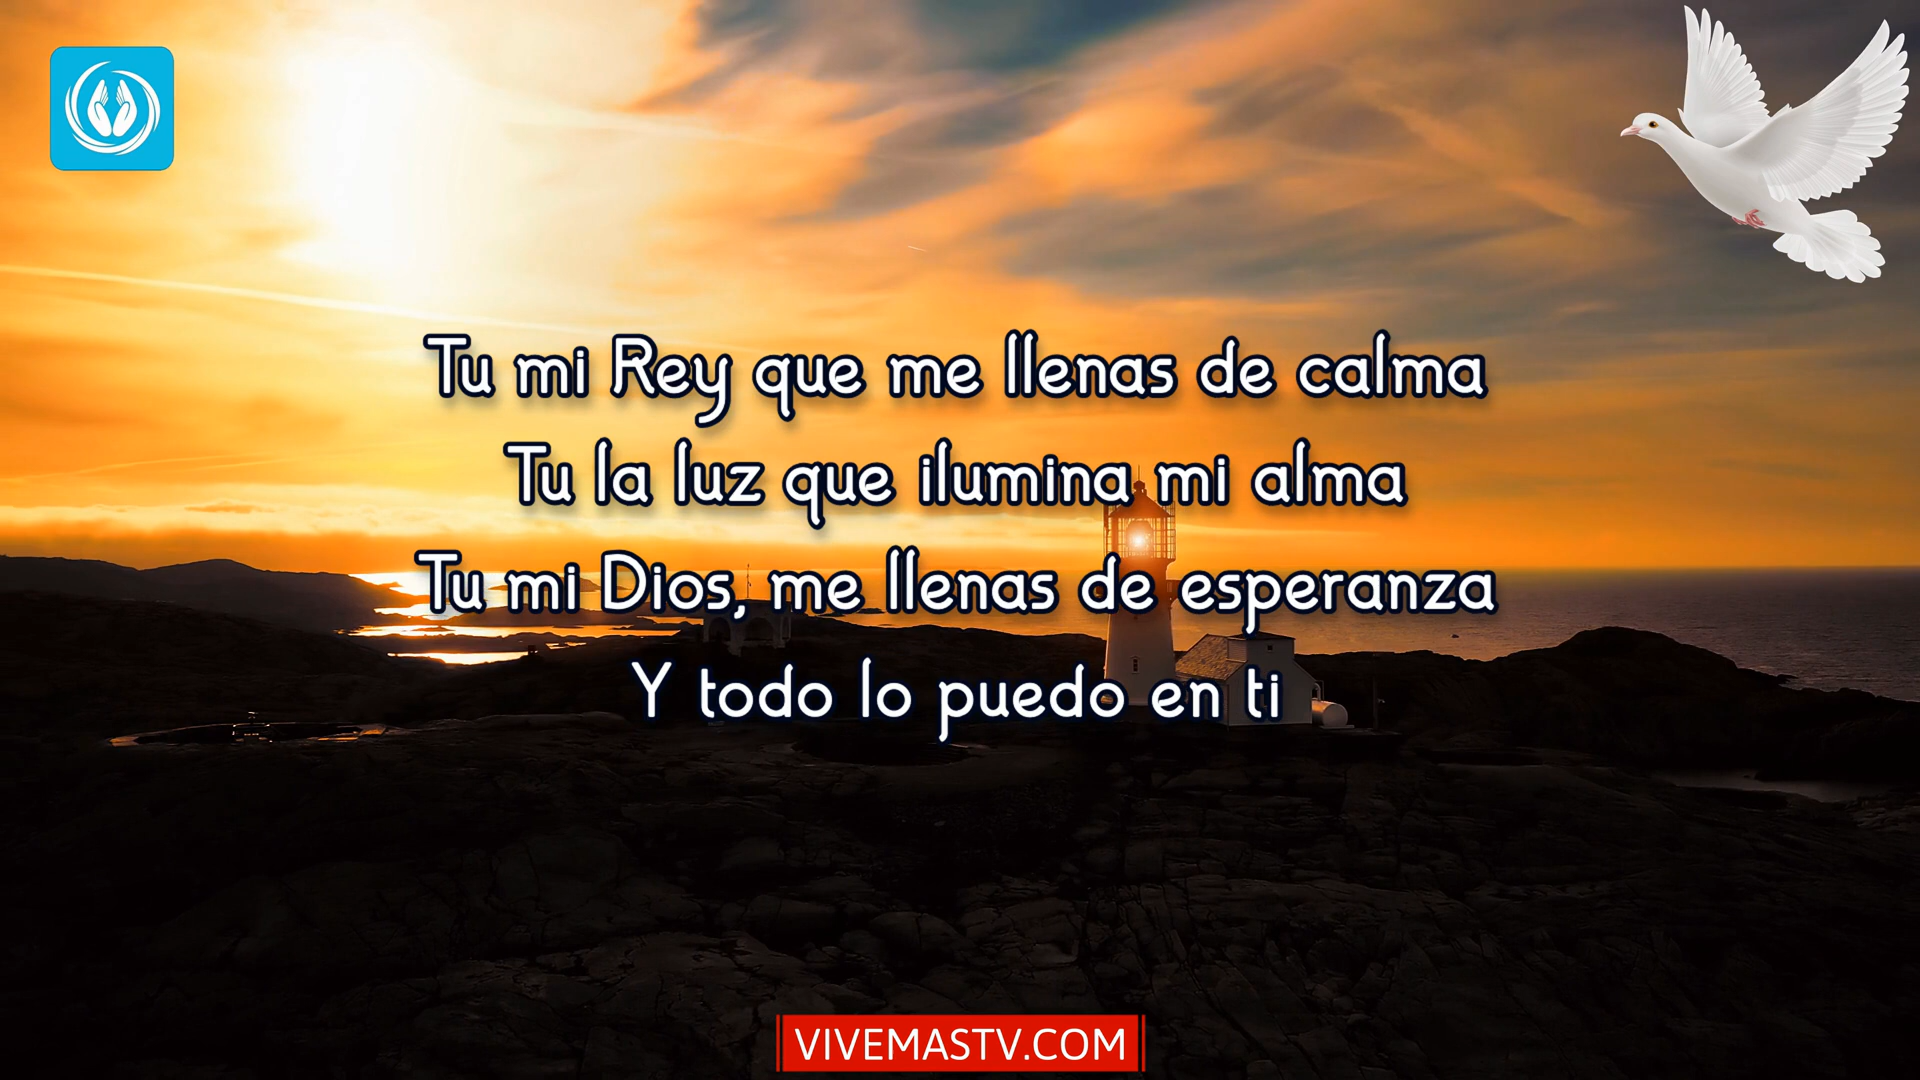 Tu mi Rey que me llenas de calma
Tu la luz que ilumina mi alma
Tu mi Dios, me llenas de esperanza
Y todo lo puedo en ti
VIVEMASTV.COM